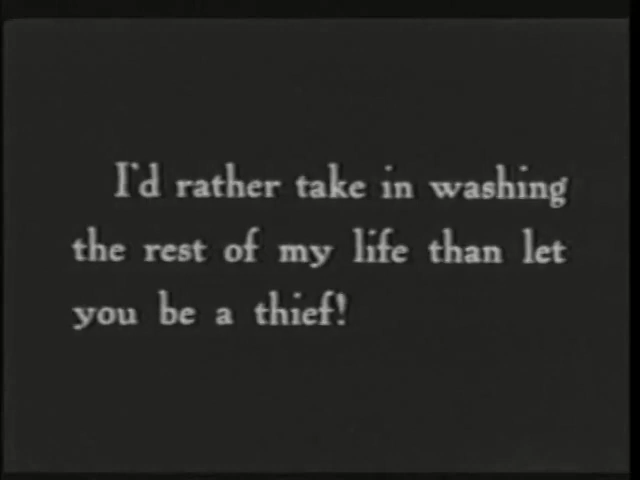 I'd rather take in washing
the rest of my life than let
you be a thief!